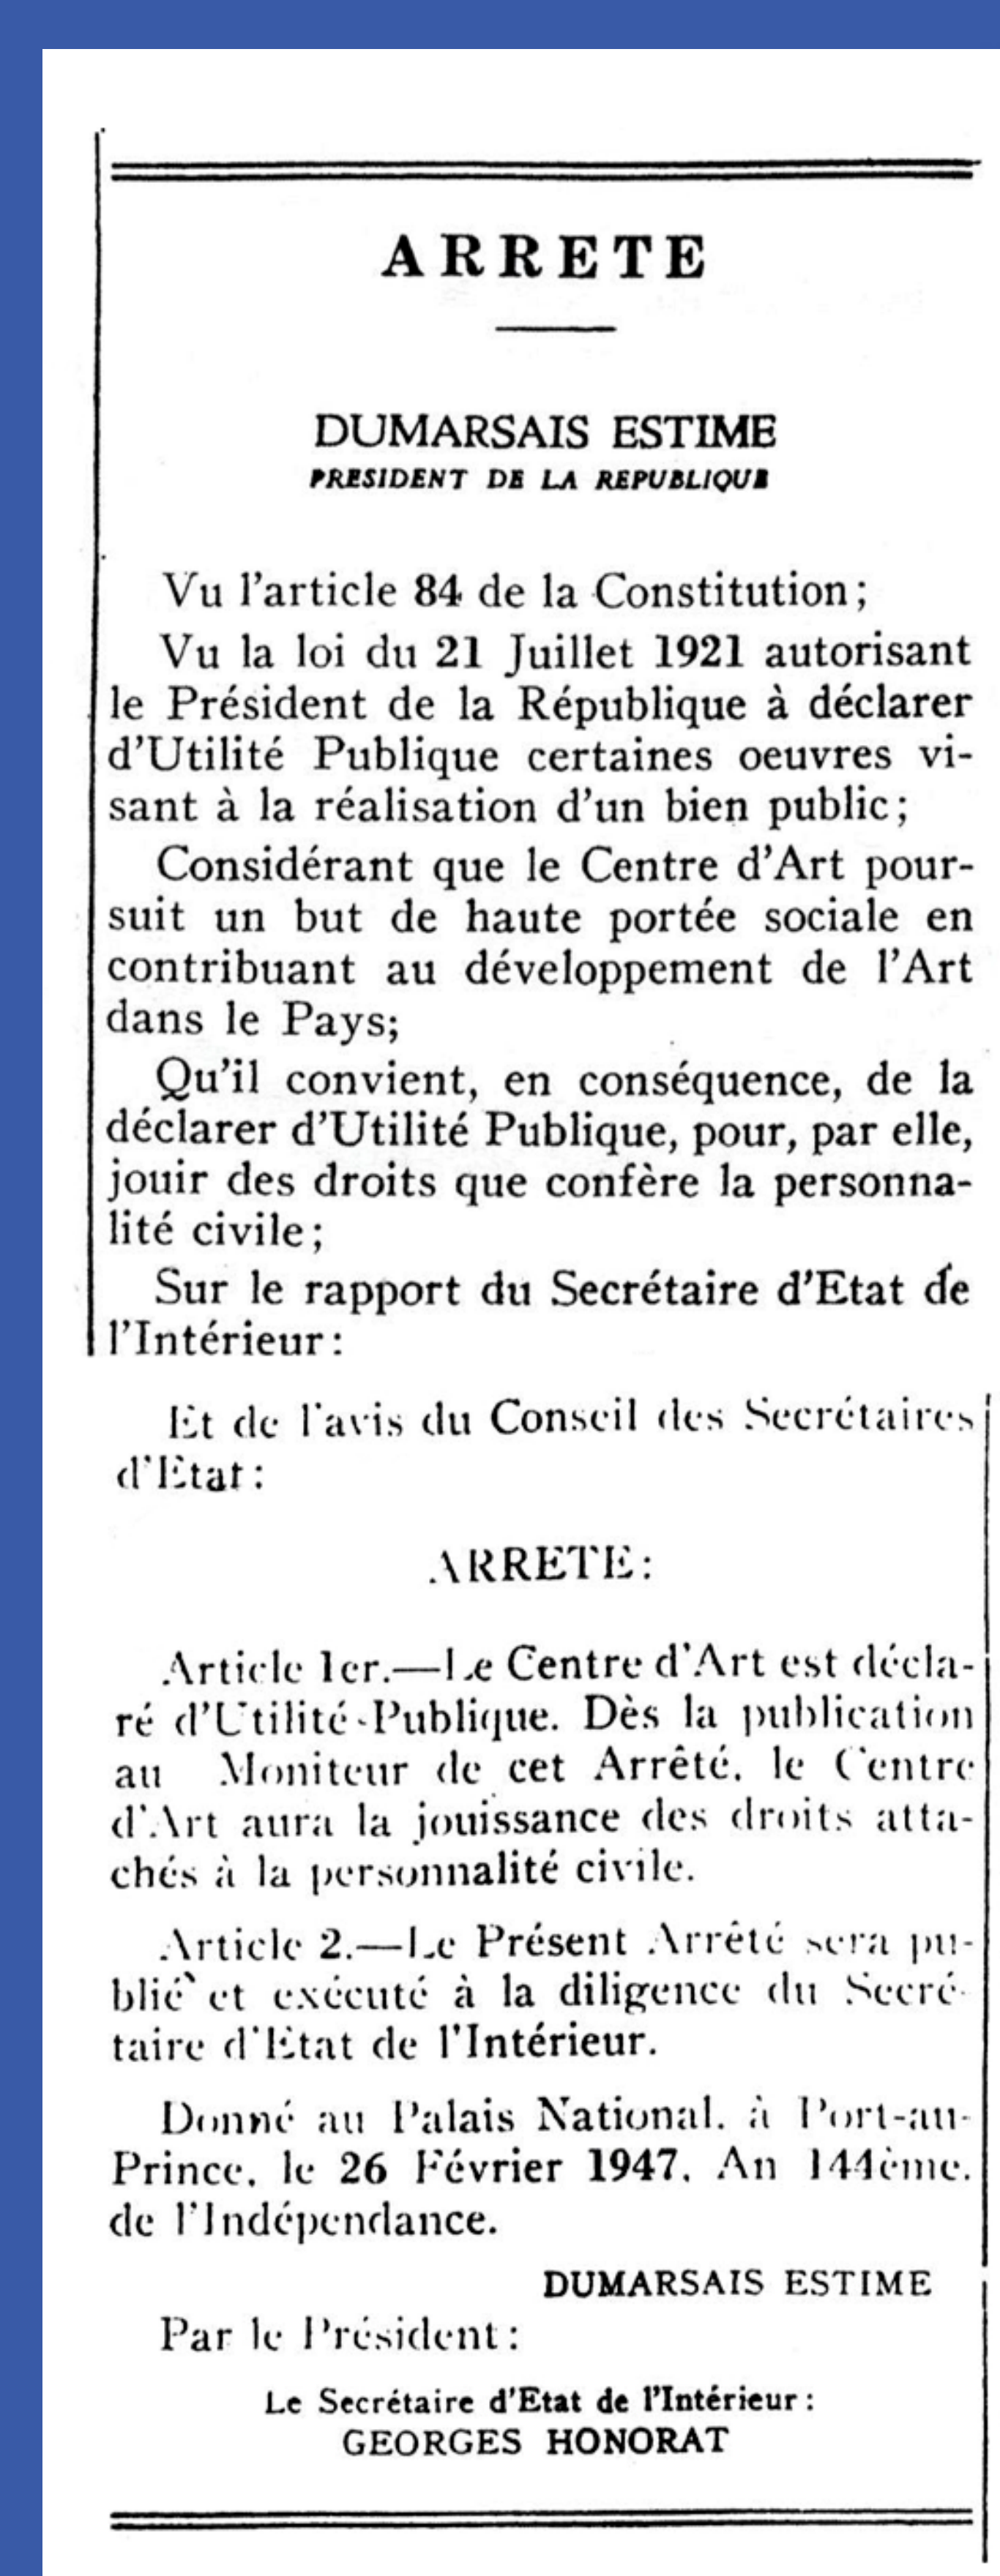 ARRETE
DUMARSAIS ESTIME
PRESIDENT DE LA REPUBLIQUE
Vu l'article 84 de la Constitution;
Vu la loi du 21 Juillet 1921 autorisant
le Président de la République à déclarer
d'Utilité Publique certaines oeuvres vi-
sant à la réalisation d'un bien public;
Considérant que le Centre d'Art pour-
suit un but de haute portée sociale en
contribuant au développement de l'Art
dans le Pays;
Qu'il convient, en conséquence, de la
déclarer d'Utilité Publique, pour, par elle,
jouir des droits que confère la personna-
lité civile;
Sur le rapport du Secrétaire d'Etat de
l'Intérieur:
Et de l'avis du Conseil des Secrétaires
d'Etat:
ARRETE:
Article 1er.—Le Centre d'Art est décla-
ré d'Utilité-Publique. Dès la publication
au Moniteur de cet Arrêté, le Centre
d'Art aura la jouissance des droits atta-
chés à la personnalité civile.
Article 2.—Le Présent Arrêté sera pu-
blié et exécuté à la diligence du Secré-
taire d'Etat de l'Intérieur.
Donné au Palais National, à Port-au-
Prince, le 26 Février 1947, An 144ème.
de l'Indépendance.
DUMARSAIS ESTIME
Par le Président:
Le Secrétaire d'Etat de l'Intérieur:
GEORGES HONORAT